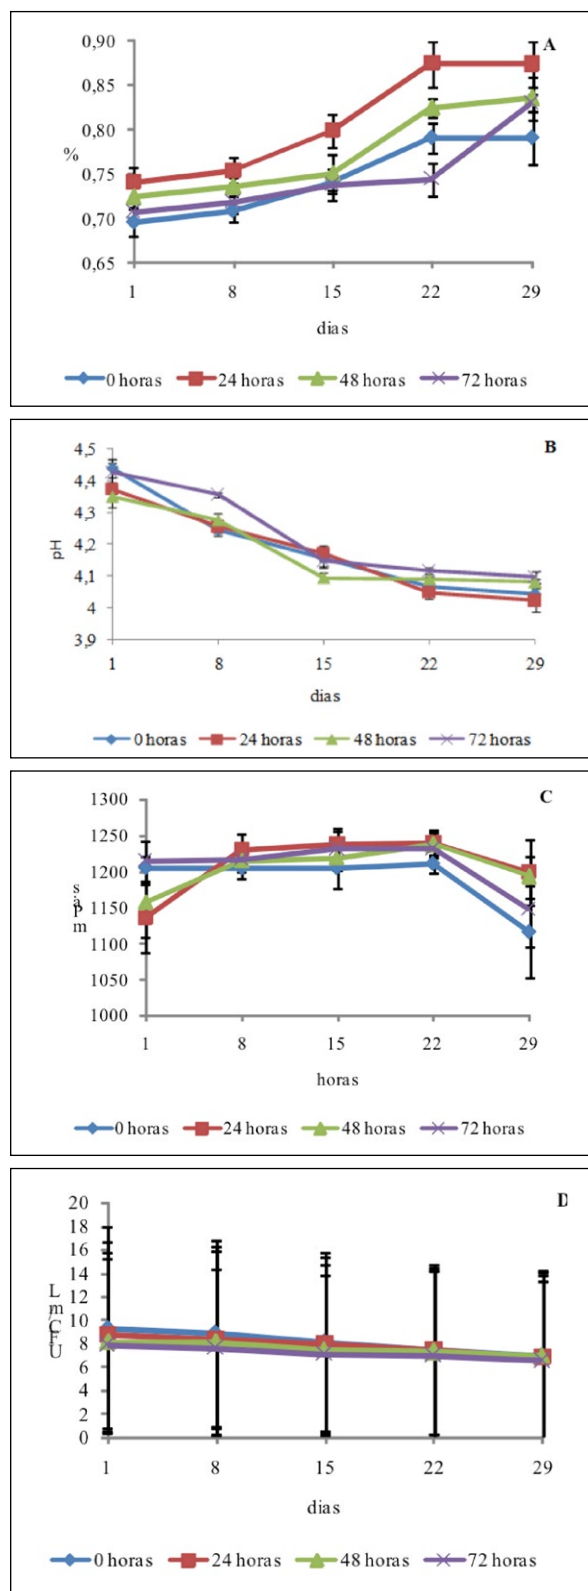 A
0,90
0,85
0,80
%
0,75
0,70
0,65
1 8 15 22 29
dias
0 horas 24 horas 48 horas 72 horas
B
4,5
4,4
4,3
4,2
pH
4,1
4
3,9
1 8 15 22 29
dias
0 horas 24 horas 48 horas 72 horas
C
1300
1250
1200
mPa.s
1150
1100
1050
1000
1 8 15 22 29
horas
0 horas 24 horas 48 horas 72 horas
D
20
18
16
14
12
UFC/mL
10
8
6
4
2
0
1 8 15 22 29
dias
0 horas 24 horas 48 horas 72 horas